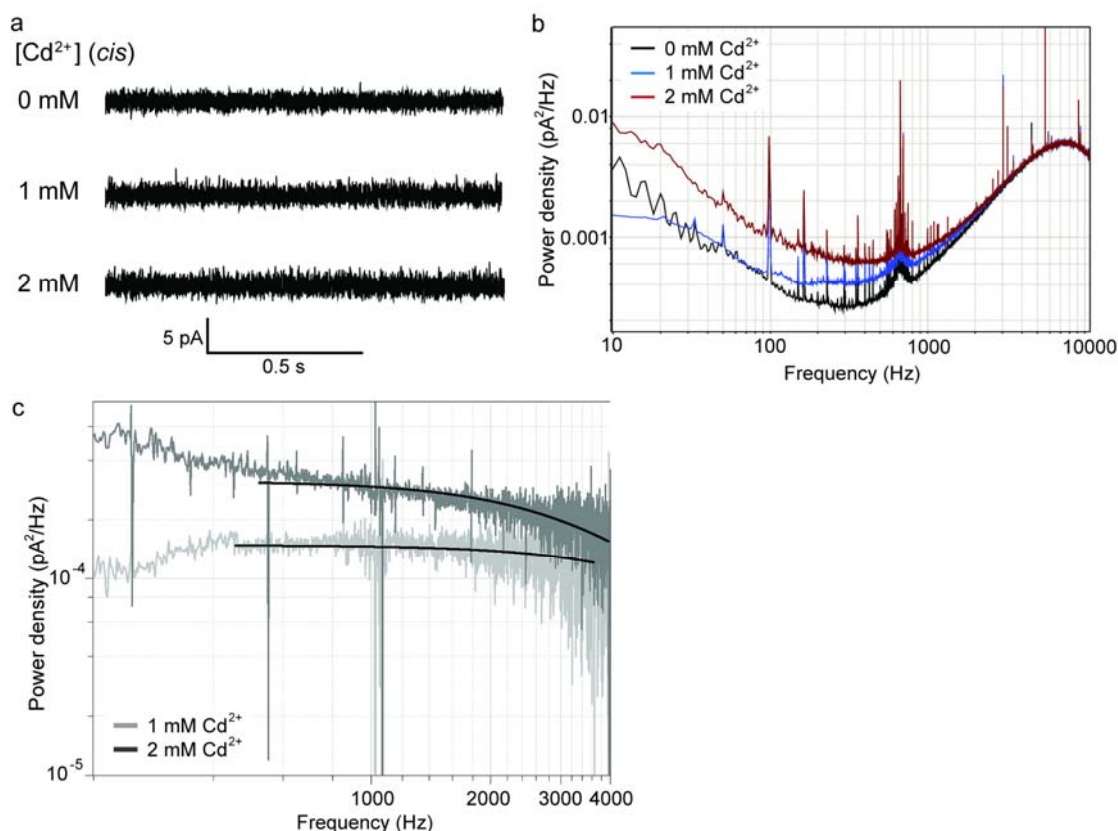 a
[Cd²⁺] (cis)
0 mM
1 mM
2 mM
5 pA
0.5 s
b
0 mM Cd²⁺
1 mM Cd²⁺
2 mM Cd²⁺
Power density (pA²/Hz)
0.01
0.001
10
100
1000
10000
Frequency (Hz)
c
Power density (pA²/Hz)
10⁻⁴
10⁻⁵
1 mM Cd²⁺
2 mM Cd²⁺
1000
2000
3000
4000
Frequency (Hz)